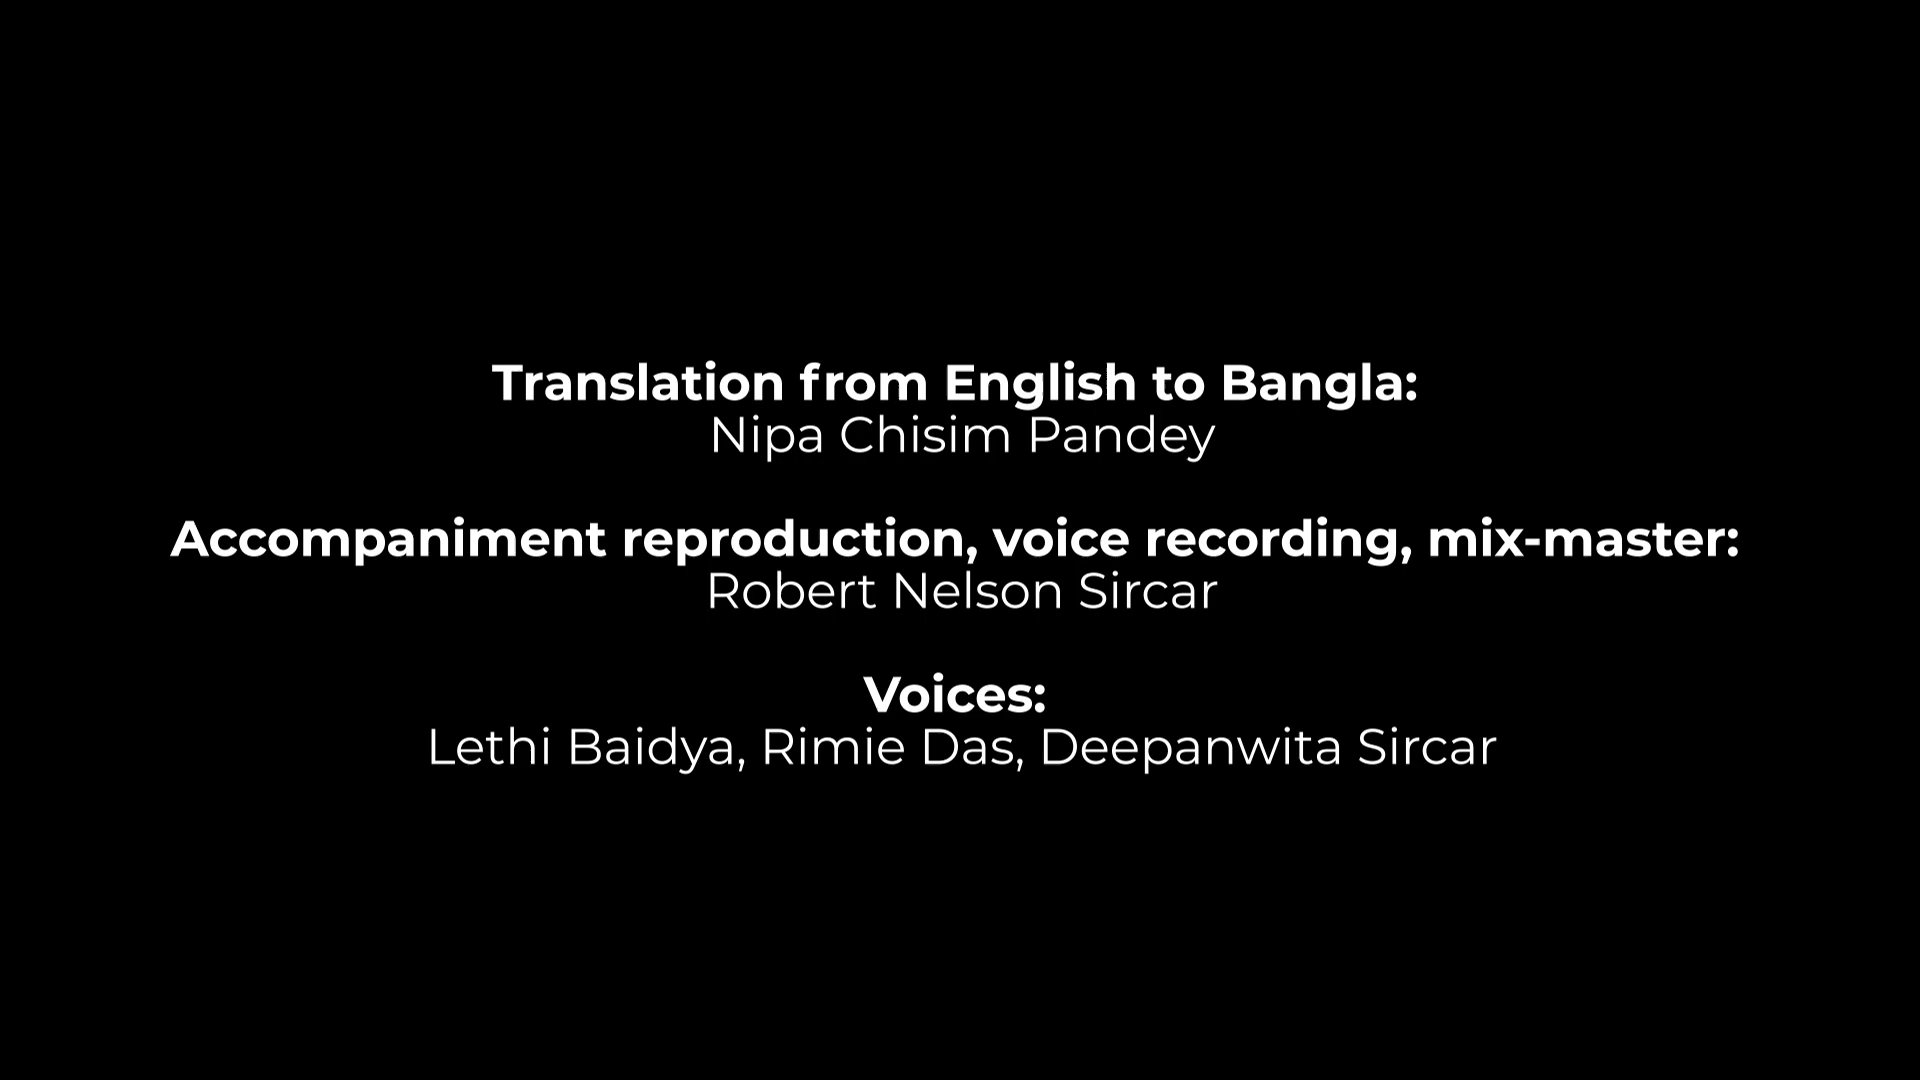 Translation from English to Bangla:
Nipa Chisim Pandey
Accompaniment reproduction, voice recording, mix-master:
Robert Nelson Sircar
Voices:
Lethi Baidya, Rimie Das, Deepanwita Sircar